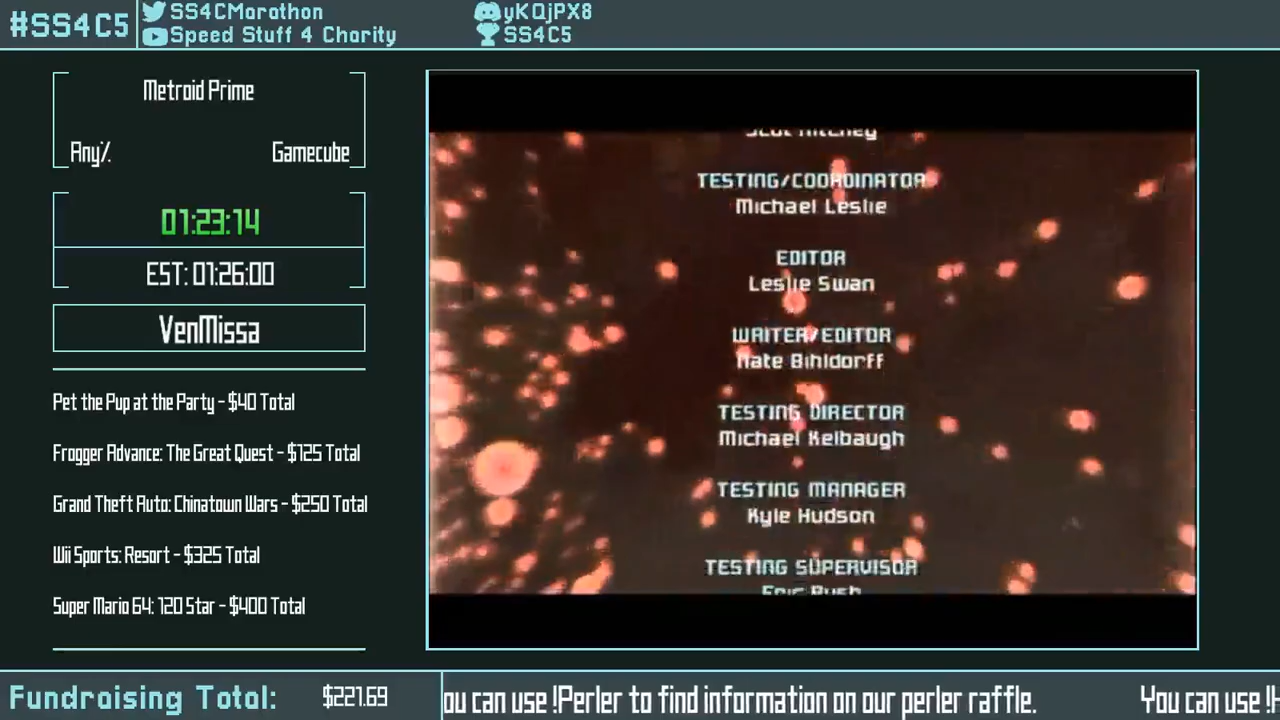 #SS4C5
SS4CMarathon
Speed Stuff 4 Charity
yKQjPX8
SS4C5
Metroid Prime
Any%
Gamecube
01:23:14
EST: 01:26:00
VenMissa
Pet the Pup at the Party - $40 Total
Frogger Advance: The Great Quest - $125 Total
Grand Theft Auto: Chinatown Wars - $250 Total
Wii Sports: Resort - $325 Total
Super Mario 64: 120 Star - $400 Total
TESTING/COORDINATOR
Michael Leslie
EDITOR
Leslie Swan
WRITER/EDITOR
Nate Bihldorff
TESTING DIRECTOR
Michael Kelbaugh
TESTING MANAGER
Kyle Hudson
TESTING SUPERVISOR
Fundraising Total:
$221.69
ou can use !Perler to find information on our perler raffle.
You can use !